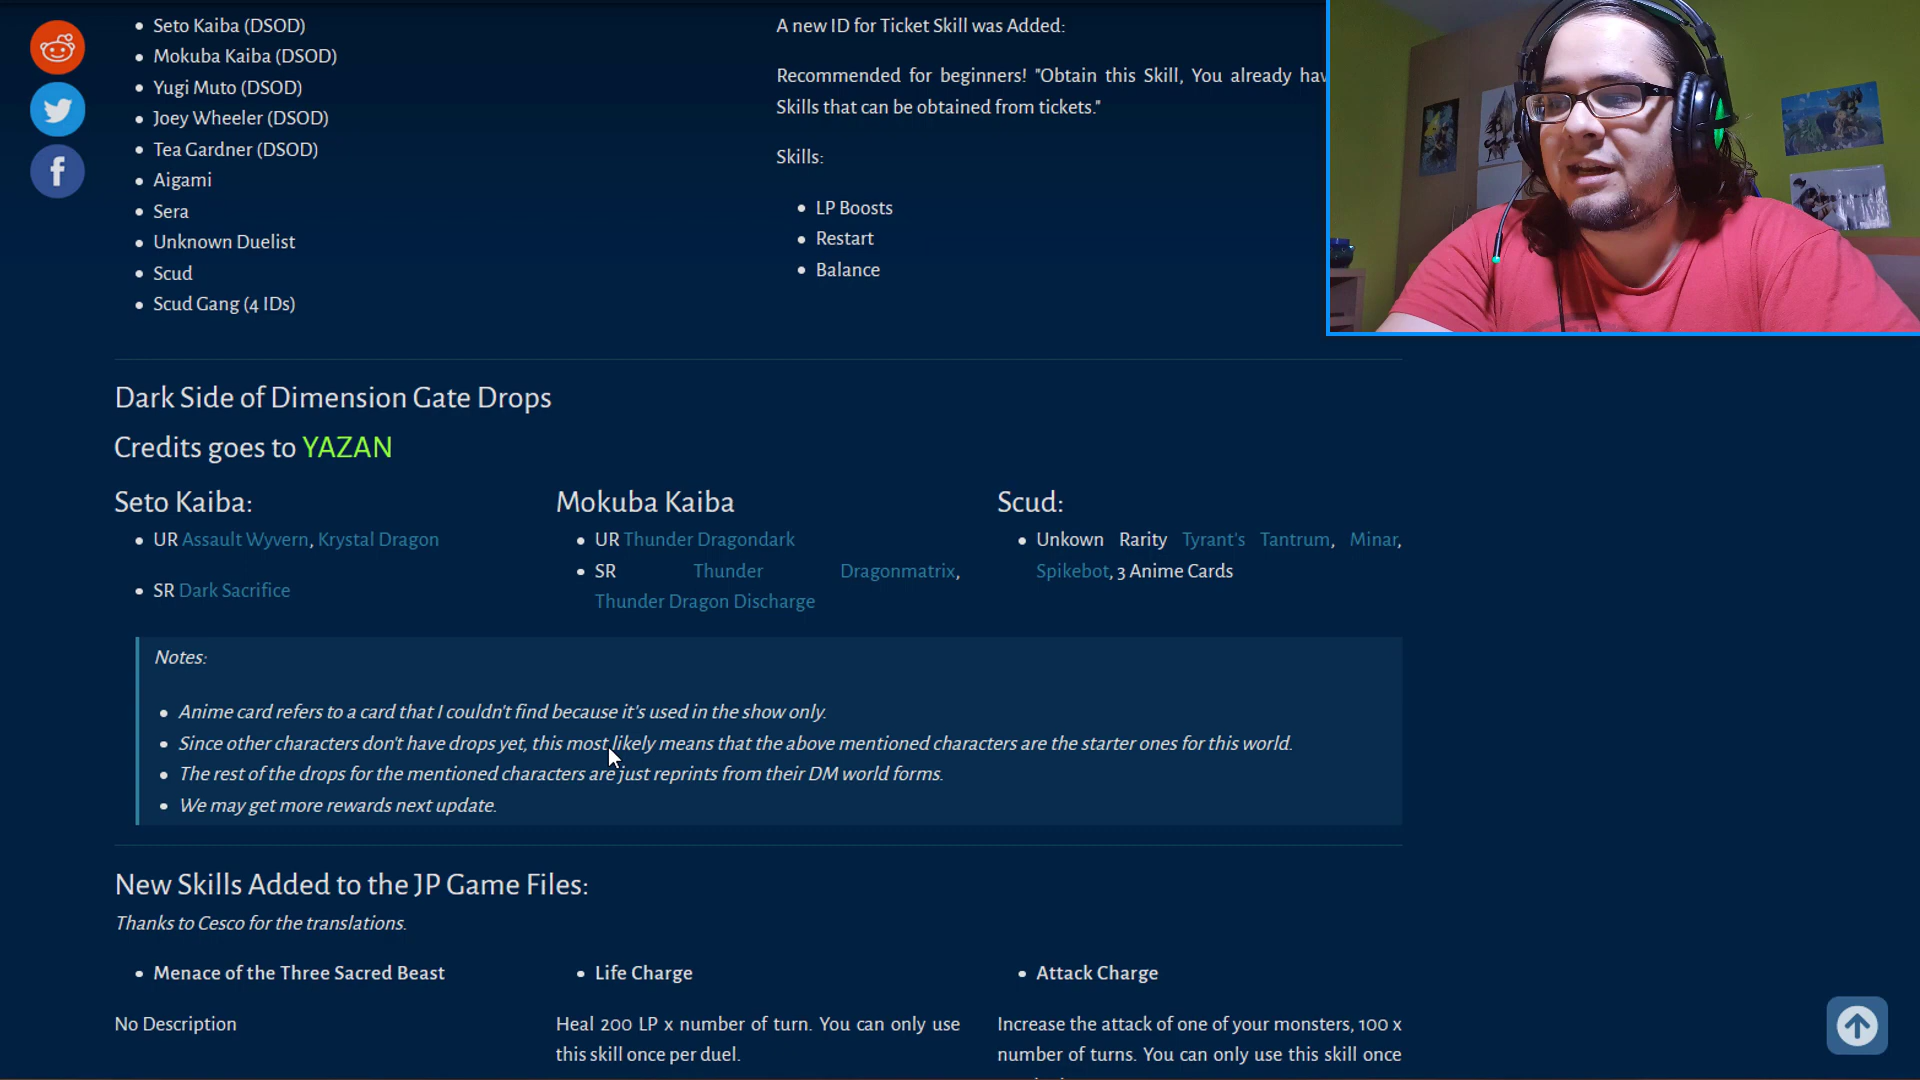 Seto Kaiba (DSOD)
Mokuba Kaiba (DSOD)
Yugi Muto (DSOD)
Joey Wheeler (DSOD)
Tea Gardner (DSOD)
Aigami
Sera
Unknown Duelist
Scud
Scud Gang (4 IDs)
A new ID for Ticket Skill was Added:
Recommended for beginners! "Obtain this Skill, You already hav
Skills that can be obtained from tickets."
Skills:
LP Boosts
Restart
Balance
Dark Side of Dimension Gate Drops
Credits goes to YAZAN
Seto Kaiba:
UR Assault Wyvern, Krystal Dragon
SR Dark Sacrifice
Mokuba Kaiba
UR Thunder Dragondark
SR Thunder Dragonmatrix,
Thunder Dragon Discharge
Scud:
Unkown Rarity Tyrant's Tantrum, Minar,
Spikebot, 3 Anime Cards
Notes:
Anime card refers to a card that I couldn't find because it's used in the show only.
Since other characters don't have drops yet, this most likely means that the above mentioned characters are the starter ones for this world.
The rest of the drops for the mentioned characters are just reprints from their DM world forms.
We may get more rewards next update.
New Skills Added to the JP Game Files:
Thanks to Cesco for the translations.
Menace of the Three Sacred Beast
No Description
Life Charge
Heal 200 LP x number of turn. You can only use
this skill once per duel.
Attack Charge
Increase the attack of one of your monsters, 100 x
number of turns. You can only use this skill once